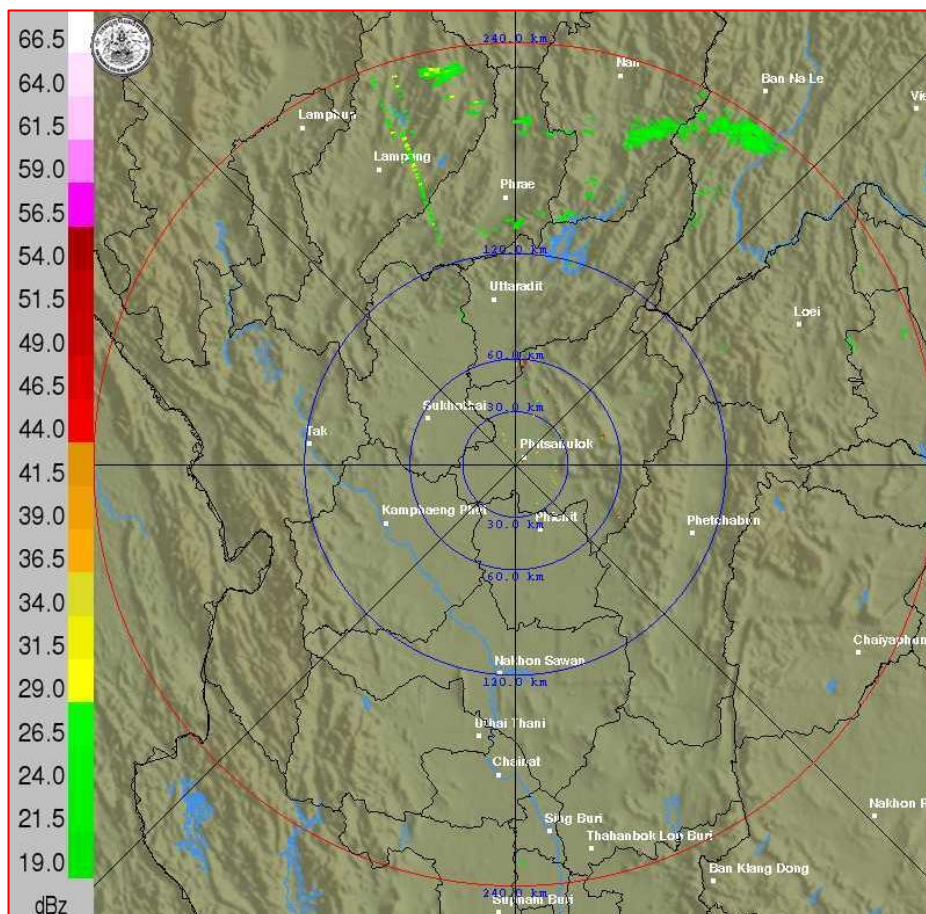 66.5
64.0
61.5
59.0
56.5
54.0
51.5
49.0
46.5
44.0
41.5
39.0
36.5
34.0
31.5
29.0
26.5
24.0
21.5
19.0
dBz
240.0 km
Nan
Ban Na Le
Vie
Lamphun
Lampang
Phrae
120.0 km
Uttaradit
Loei
60.0 km
30.0 km
Sukhothai
Tak
Phitsanulok
Kamphaeng Phet
Phichit
30.0 km
Phetchabun
60.0 km
Chaiyaphum
Nakhon Sawan
120.0 km
Uthai Thani
Chainat
Nakhon R
Sing Buri
Thahanbok Lop Buri
Ban Klang Dong
240.0 km
Suphan Buri